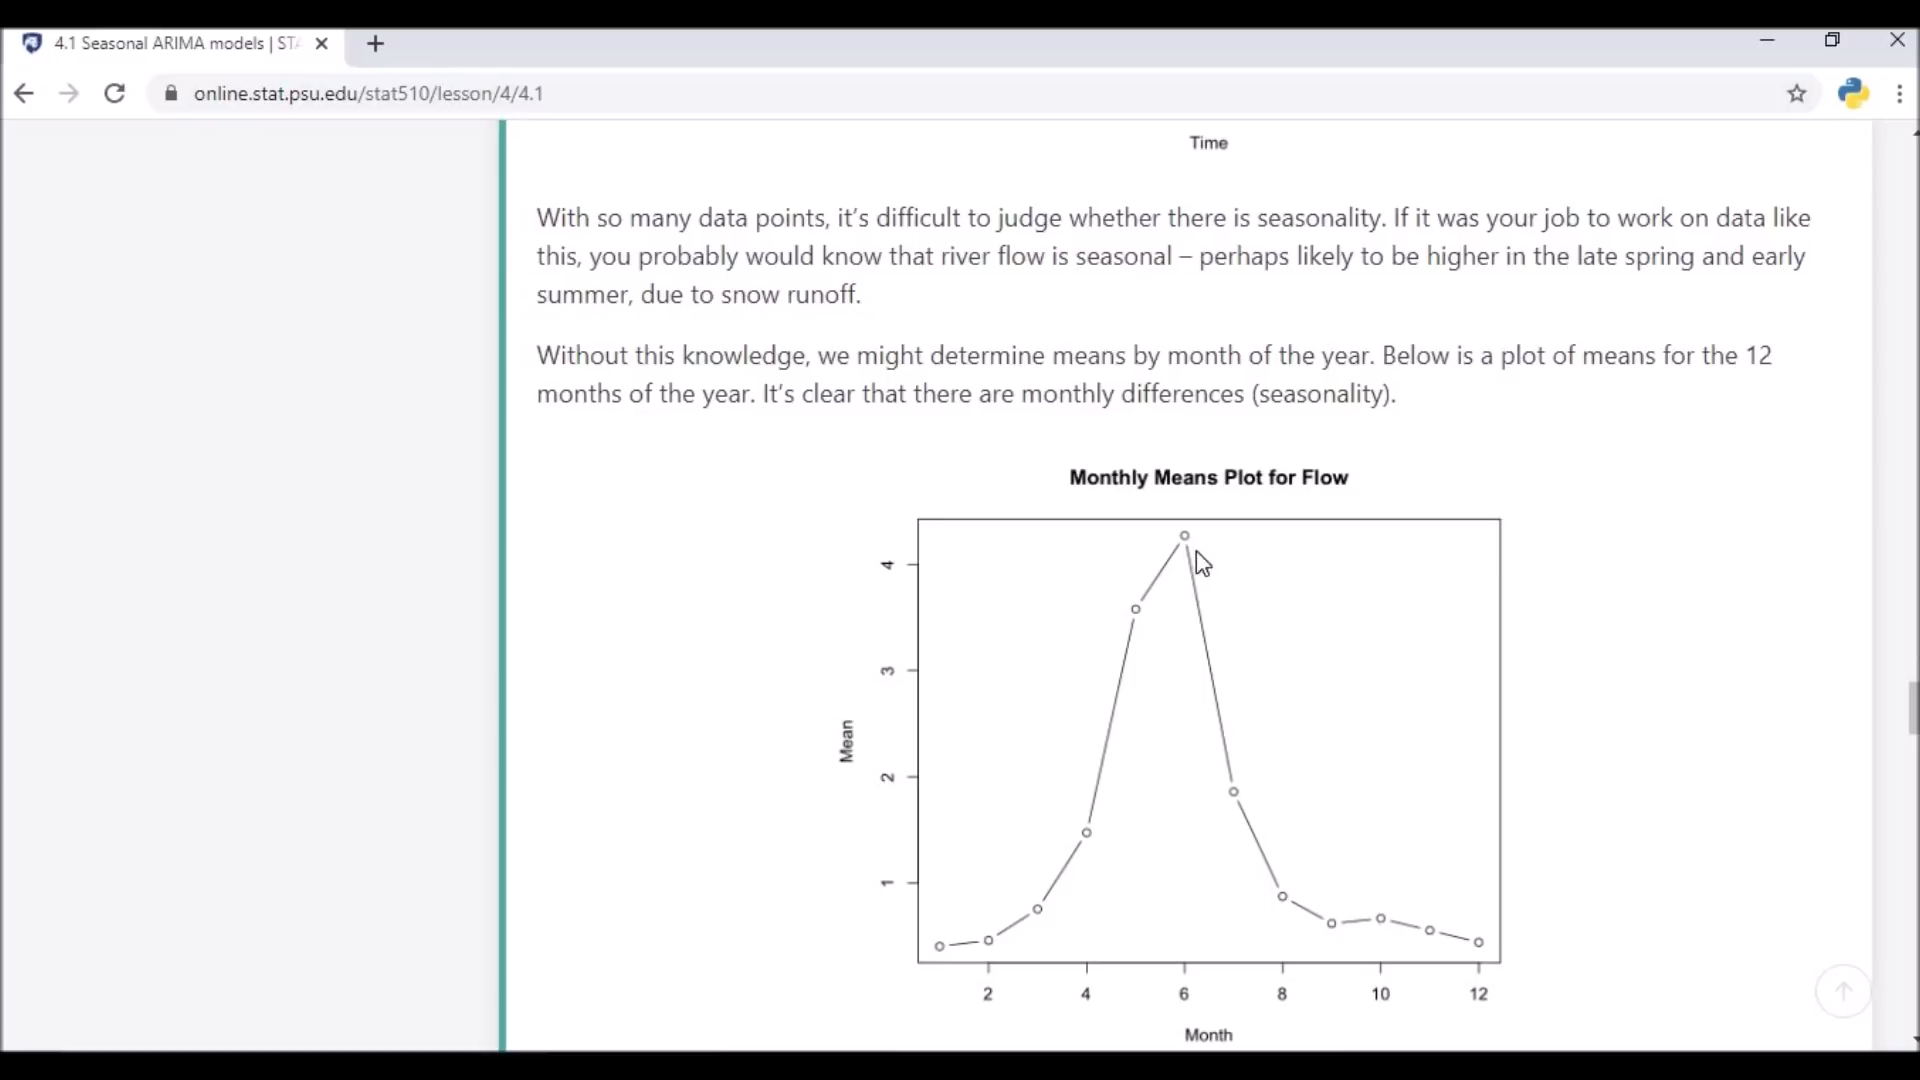 4.1 Seasonal ARIMA models | STA
online.stat.psu.edu/stat510/lesson/4/4.1
Time
With so many data points, it’s difficult to judge whether there is seasonality. If it was your job to work on data like
this, you probably would know that river flow is seasonal – perhaps likely to be higher in the late spring and early
summer, due to snow runoff.
Without this knowledge, we might determine means by month of the year. Below is a plot of means for the 12
months of the year. It’s clear that there are monthly differences (seasonality).
Monthly Means Plot for Flow
4
3
2
1
Mean
2 4 6 8 10 12
Month